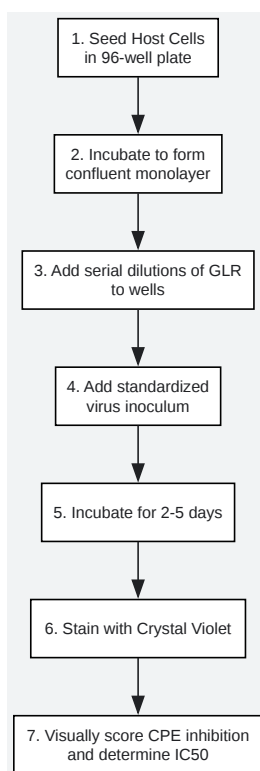 1. Seed Host Cells
in 96-well plate
2. Incubate to form
confluent monolayer
3. Add serial dilutions of GLR
to wells
4. Add standardized
virus inoculum
5. Incubate for 2-5 days
6. Stain with Crystal Violet
7. Visually score CPE inhibition
and determine IC50